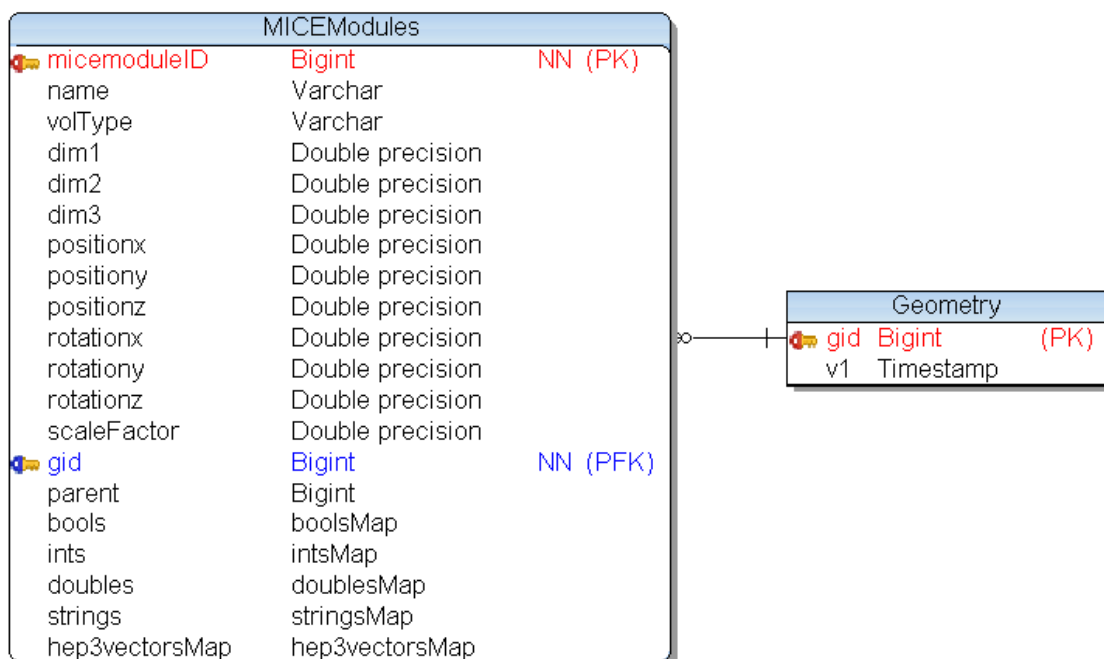 MICEModules
micemoduleID Bigint NN (PK)
name Varchar
volType Varchar
dim1 Double precision
dim2 Double precision
dim3 Double precision
positionx Double precision
positiony Double precision
positionz Double precision
rotationx Double precision
rotationy Double precision
rotationz Double precision
scaleFactor Double precision
gid Bigint NN (PFK)
parent Bigint
bools boolsMap
ints intsMap
doubles doublesMap
strings stringsMap
hep3vectorsMap hep3vectorsMap
Geometry
gid Bigint (PK)
v1 Timestamp